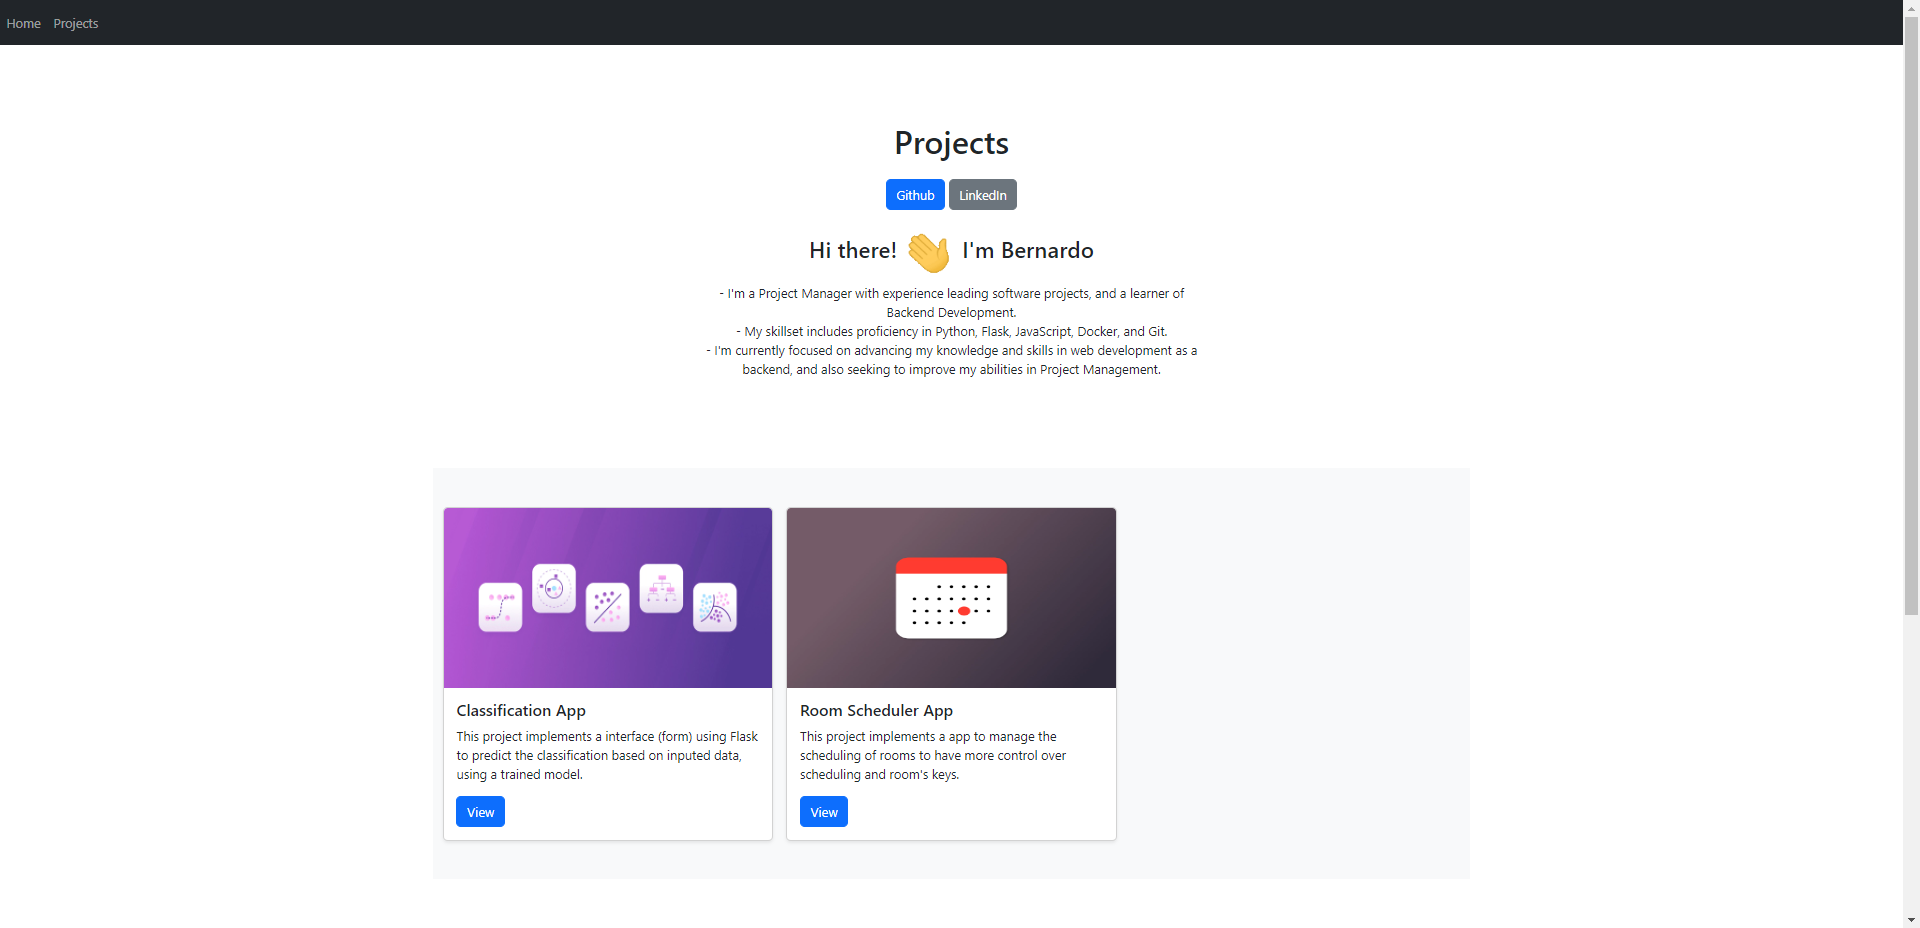 Home Projects
Projects
Github LinkedIn
Hi there! I'm Bernardo
- I'm a Project Manager with experience leading software projects, and a learner of
Backend Development.
- My skillset includes proficiency in Python, Flask, JavaScript, Docker, and Git.
- I'm currently focused on advancing my knowledge and skills in web development as a
backend, and also seeking to improve my abilities in Project Management.
Classification App
This project implements a interface (form) using Flask
to predict the classification based on inputed data,
using a trained model.
View
Room Scheduler App
This project implements a app to manage the
scheduling of rooms to have more control over
scheduling and room's keys.
View